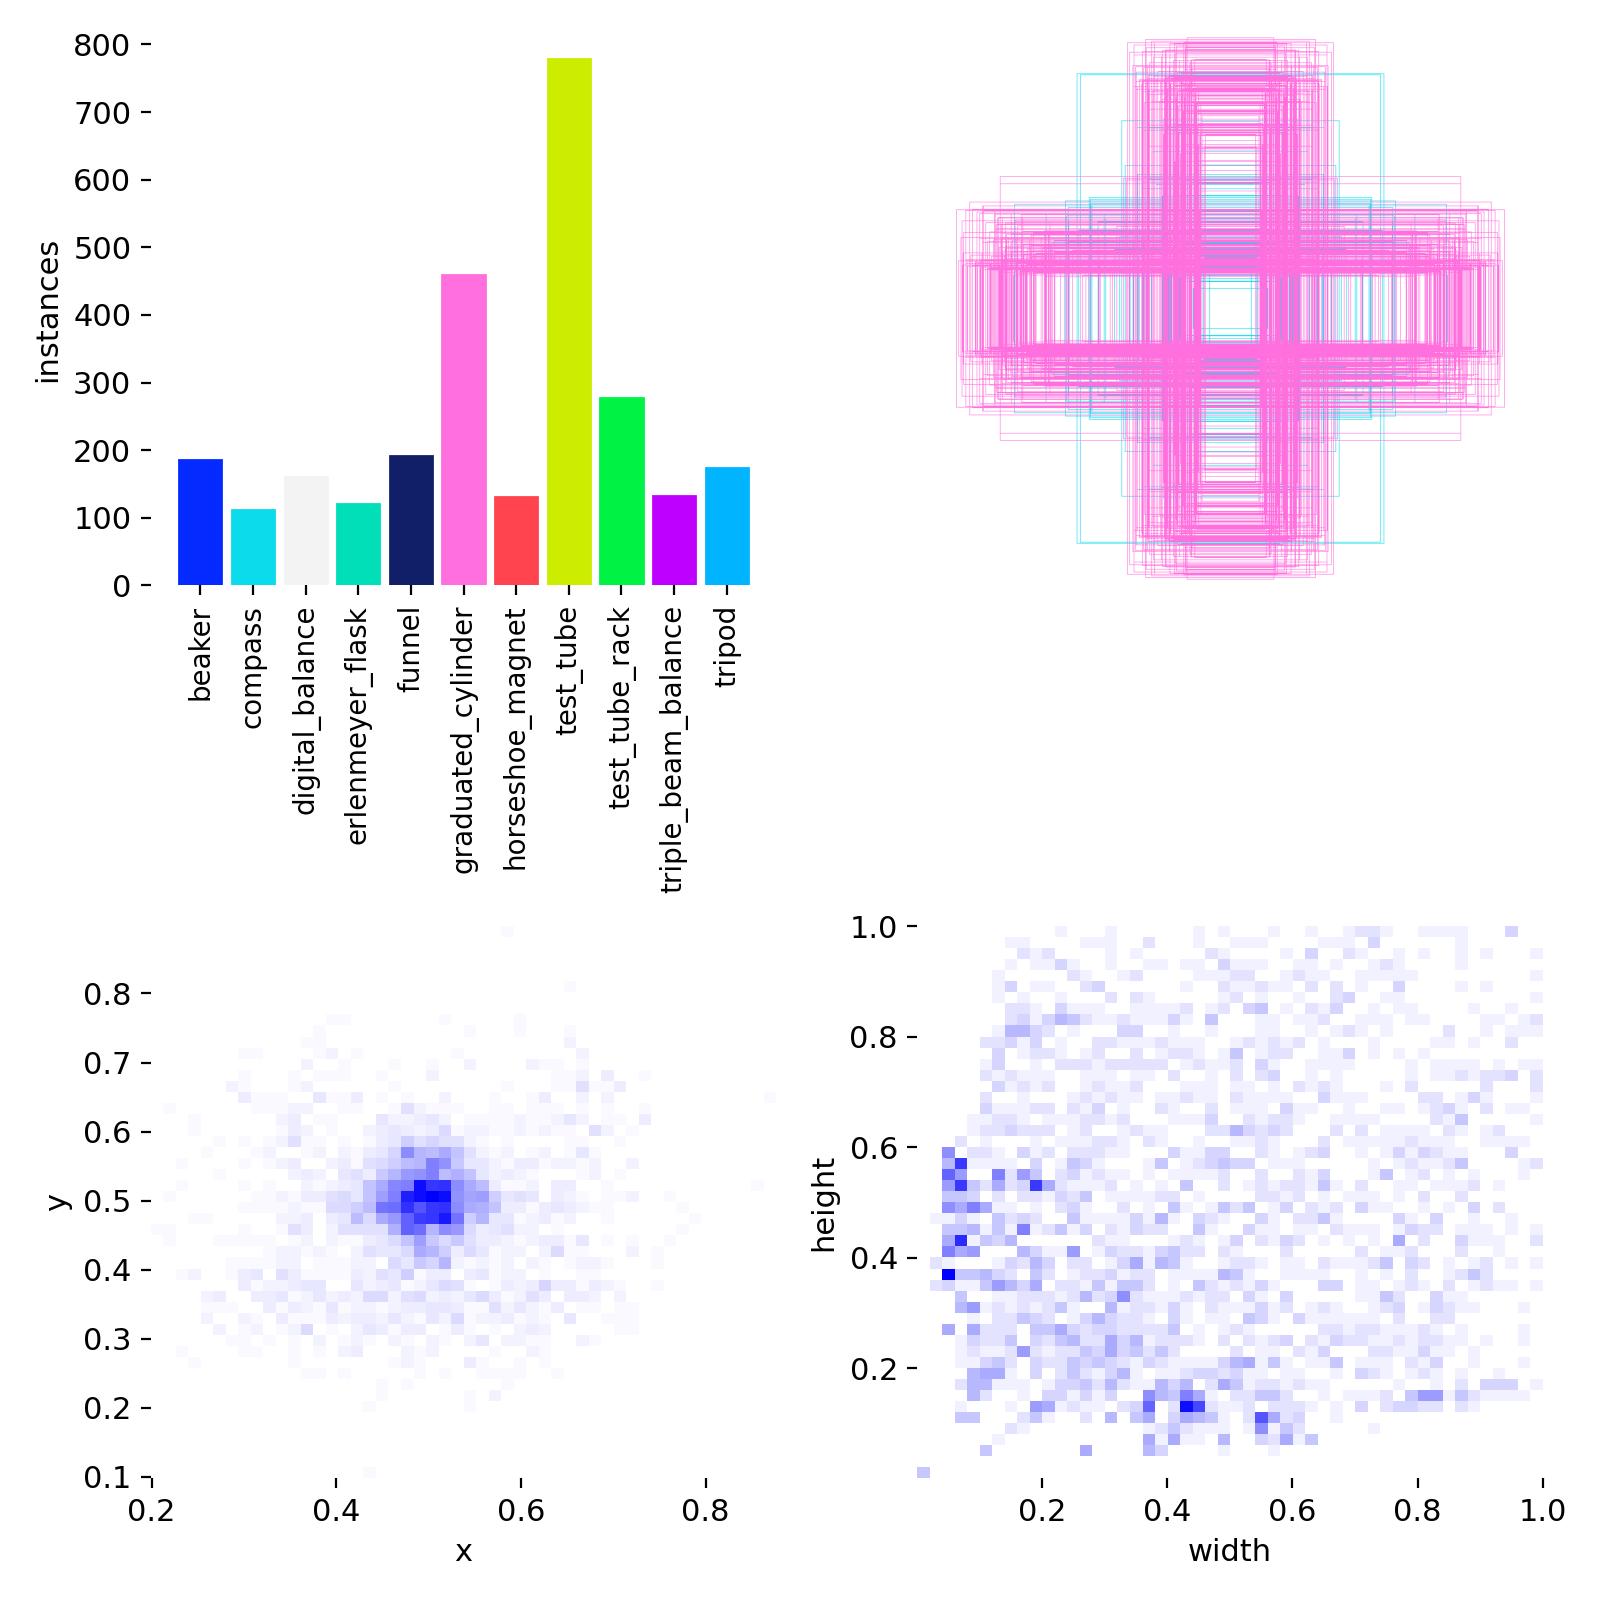 800
700
600
500
400
300
200
100
0
instances
beaker
compass
digital_balance
erlenmeyer_flask
funnel
graduated_cylinder
horseshoe_magnet
test_tube
test_tube_rack
triple_beam_balance
tripod
0.8
0.7
0.6
0.5
0.4
0.3
0.2
0.1
y
0.2
0.4
0.6
0.8
x
1.0
0.8
0.6
0.4
0.2
height
0.2
0.4
0.6
0.8
1.0
width